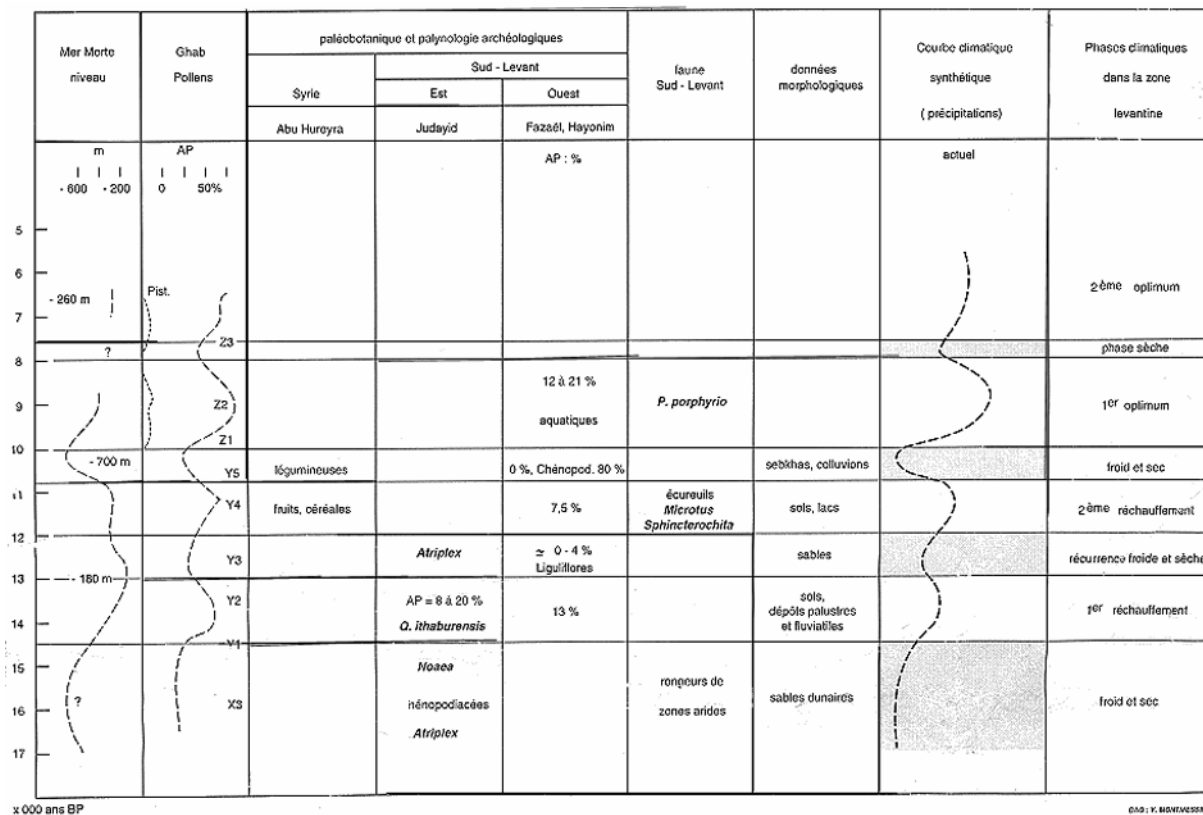 Mer Morte
niveau
Ghab
Pollens
paléobotanique et palynologie archéologiques
Sud - Levant
Syrie
Est
Ouest
Abu Hureyra
Judayid
Fazaël, Hayonim
faune
Sud - Levant
données
morphologiques
Courbe climatique
synthétique
( précipitations)
Phases climatiques
dans la zone
levantine
m
- 600 - 200
AP
0 50%
AP : %
actuel
5
6
7
8
9
10
11
12
13
14
15
16
17
- 260 m
?
- 700 m
- 180 m
?
Pist.
Z3
Z2
Z1
Y5
Y4
Y3
Y2
Y1
X3
2ème optimum
phase sèche
12 à 21 %
aquatiques
P. porphyrio
1er optimum
légumineuses
0 %, Chénopod. 80 %
sebkhas, colluvions
froid et sec
fruits, céréales
7,5 %
écureuils
Microtus
Sphincterochita
sols, lacs
2ème réchauffement
Atriplex
≃ 0 - 4 %
Liguliflores
sables
récurrence froide et sèche
AP = 8 à 20 %
Q. ithaburensis
13 %
sols,
dépôts palustres
et fluviatiles
1er réchauffement
Noaea
hénopodiacées
Atriplex
rongeurs de
zones arides
sables dunaires
froid et sec
x 000 ans BP